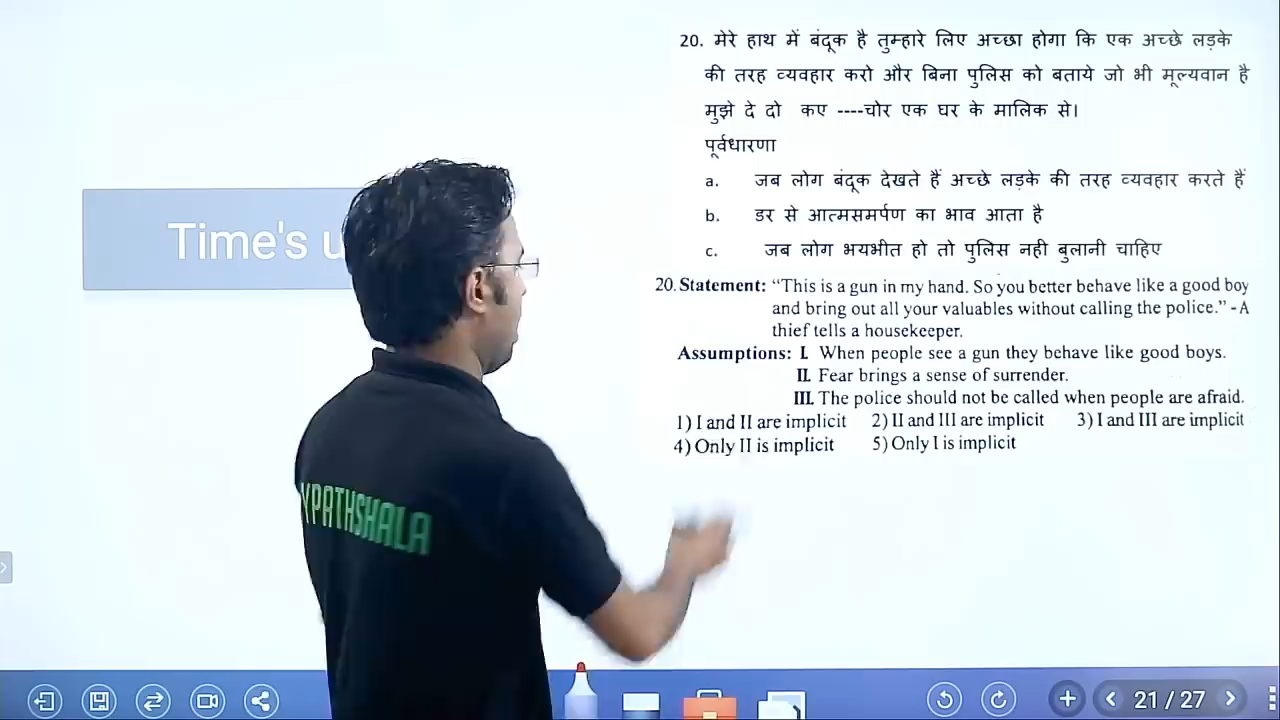 20. मेरे हाथ में बंदूक है तुम्हारे लिए अच्छा होगा कि एक अच्छे लड़के
की तरह व्यवहार करो और बिना पुलिस को बताये जो भी मूल्यवान है
मुझे दे दो कए ----चोर एक घर के मालिक से।
पूर्वधारणा
a. जब लोग बंदूक देखते हैं अच्छे लड़के की तरह व्यवहार करते हैं
b. डर से आत्मसमर्पण का भाव आता है
c. जब लोग भयभीत हो तो पुलिस नही बुलानी चाहिए
20. Statement: “This is a gun in my hand. So you better behave like a good boy
and bring out all your valuables without calling the police.” - A
thief tells a housekeeper.
Assumptions: I. When people see a gun they behave like good boys.
II. Fear brings a sense of surrender.
III. The police should not be called when people are afraid.
1) I and II are implicit 2) II and III are implicit 3) I and III are implicit
4) Only II is implicit 5) Only I is implicit
Time's u
YPATHSHALA
21 / 27